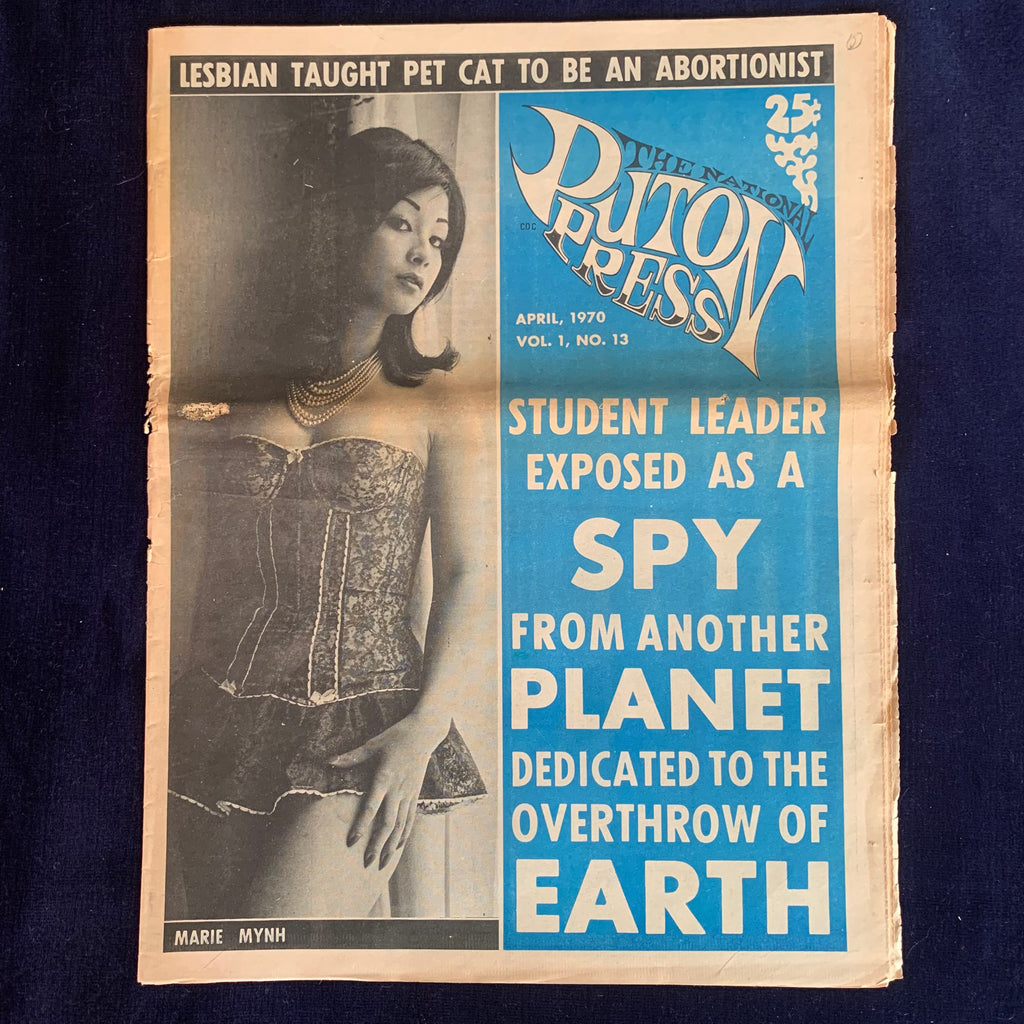 LESBIAN TAUGHT PET CAT TO BE AN ABORTIONIST
25¢
THE NATIONAL
PUTON
PRESS
CDC
APRIL, 1970
VOL. 1, NO. 13
STUDENT LEADER
EXPOSED AS A
SPY
FROM ANOTHER
PLANET
DEDICATED TO THE
OVERTHROW OF
EARTH
MARIE MYNH